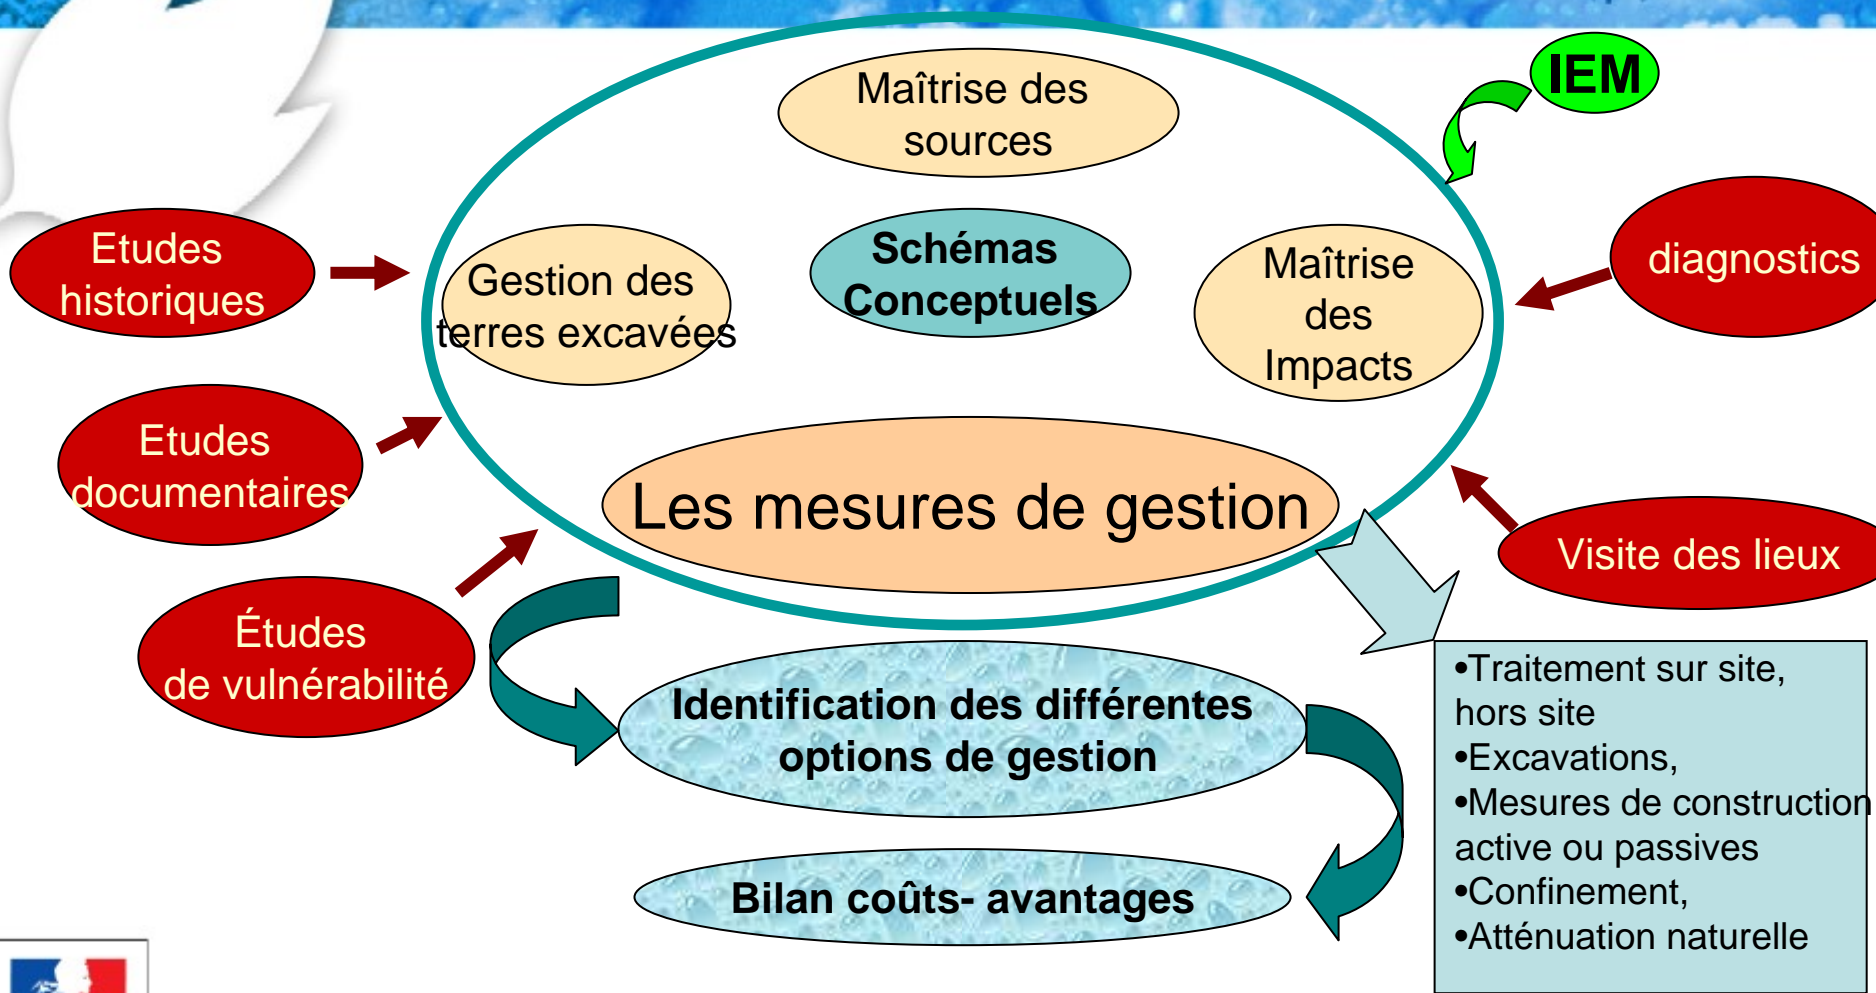 Maîtrise des
sources
IEM
Etudes
historiques
Gestion des
terres excavées
Schémas
Conceptuels
Maîtrise
des
Impacts
diagnostics
Etudes
documentaires
Les mesures de gestion
Visite des lieux
Études
de vulnérabilité
Identification des différentes
options de gestion
Bilan coûts- avantages
•Traitement sur site,
hors site
•Excavations,
•Mesures de construction
active ou passives
•Confinement,
•Atténuation naturelle